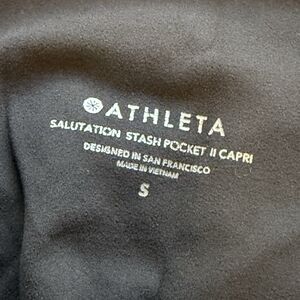 ATHLETA
SALUTATION STASH POCKET II CAPRI
DESIGNED IN SAN FRANCISCO
MADE IN VIETNAM
S